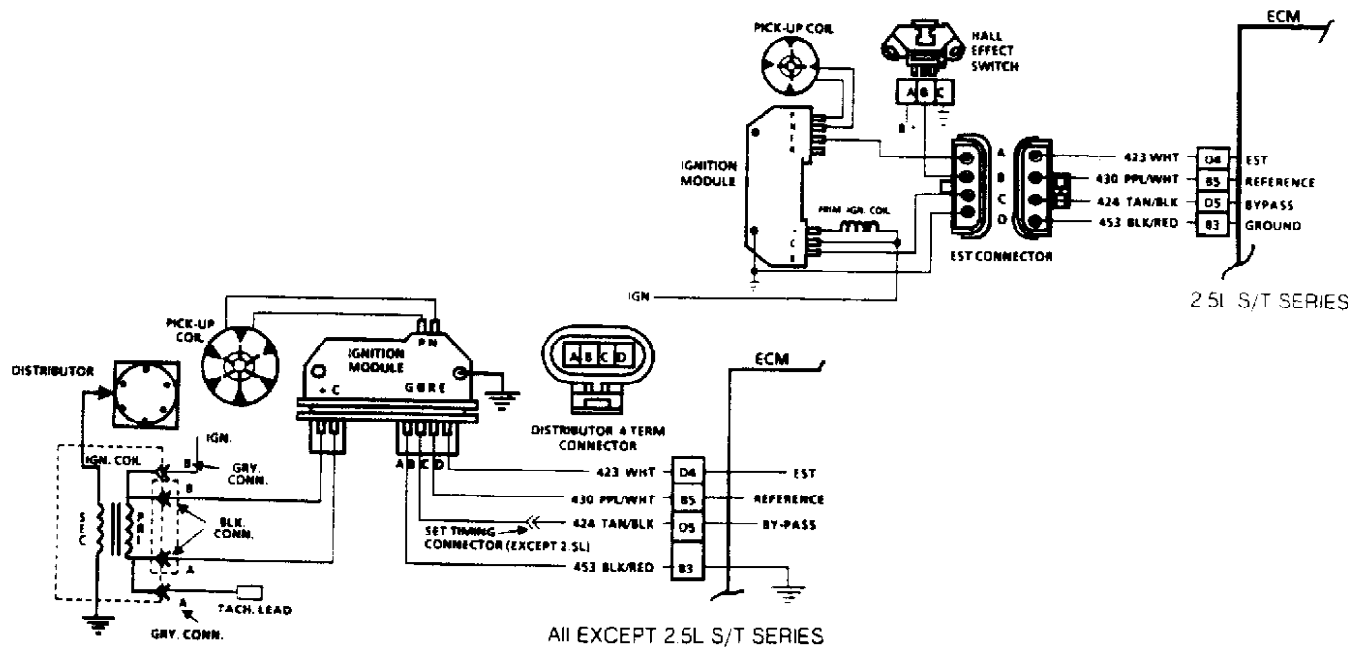 ECM
PICK-UP COIL
HALL
EFFECT
SWITCH
A B C
B +
P
N
E
R
IGNITION
MODULE
PRIM IGN. COIL
A
B
C
D
423 WHT D4 EST
430 PPL/WHT B5 REFERENCE
424 TAN/BLK D5 BYPASS
453 BLK/RED B3 GROUND
EST CONNECTOR
IGN
2.5L S/T SERIES
PICK-UP
COIL
DISTRIBUTOR
P N
IGNITION
MODULE
+ C
G B R E
A B C D
DISTRIBUTOR 4 TERM
CONNECTOR
ECM
IGN. COIL
IGN.
B
GRY.
CONN.
B
SEC
PRI
BLK.
CONN.
A
A
TACH. LEAD
GRY. CONN.
A B C D
423 WHT D4 EST
430 PPL/WHT B5 REFERENCE
424 TAN/BLK D5 BY-PASS
SET TIMING
CONNECTOR (EXCEPT 2.5L)
453 BLK/RED B3
All EXCEPT 2.5L S/T SERIES